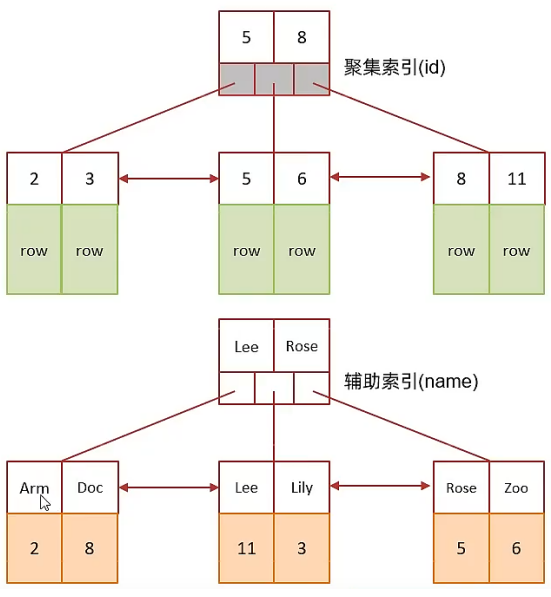 5 8
聚集索引(id)
2 3 5 6 8 11
row row row row row row
Lee Rose
辅助索引(name)
Arm Doc Lee Lily Rose Zoo
2 8 11 3 5 6